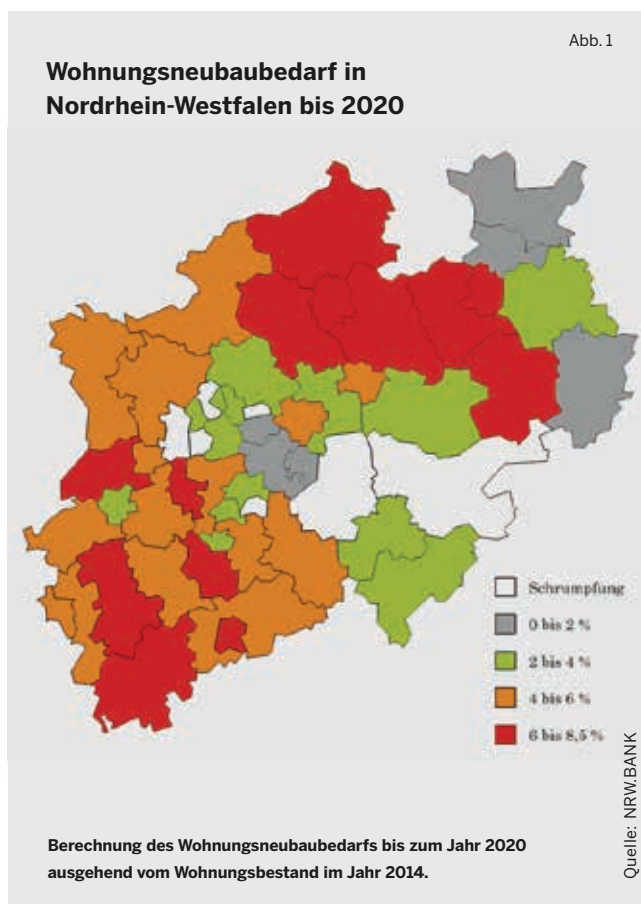 Abb. 1
Wohnungsneubaubedarf in
Nordrhein-Westfalen bis 2020
Schrumpfung
0 bis 2 %
2 bis 4 %
4 bis 6 %
6 bis 8,5 %
Quelle: NRW.BANK
Berechnung des Wohnungsneubaubedarfs bis zum Jahr 2020
ausgehend vom Wohnungsbestand im Jahr 2014.